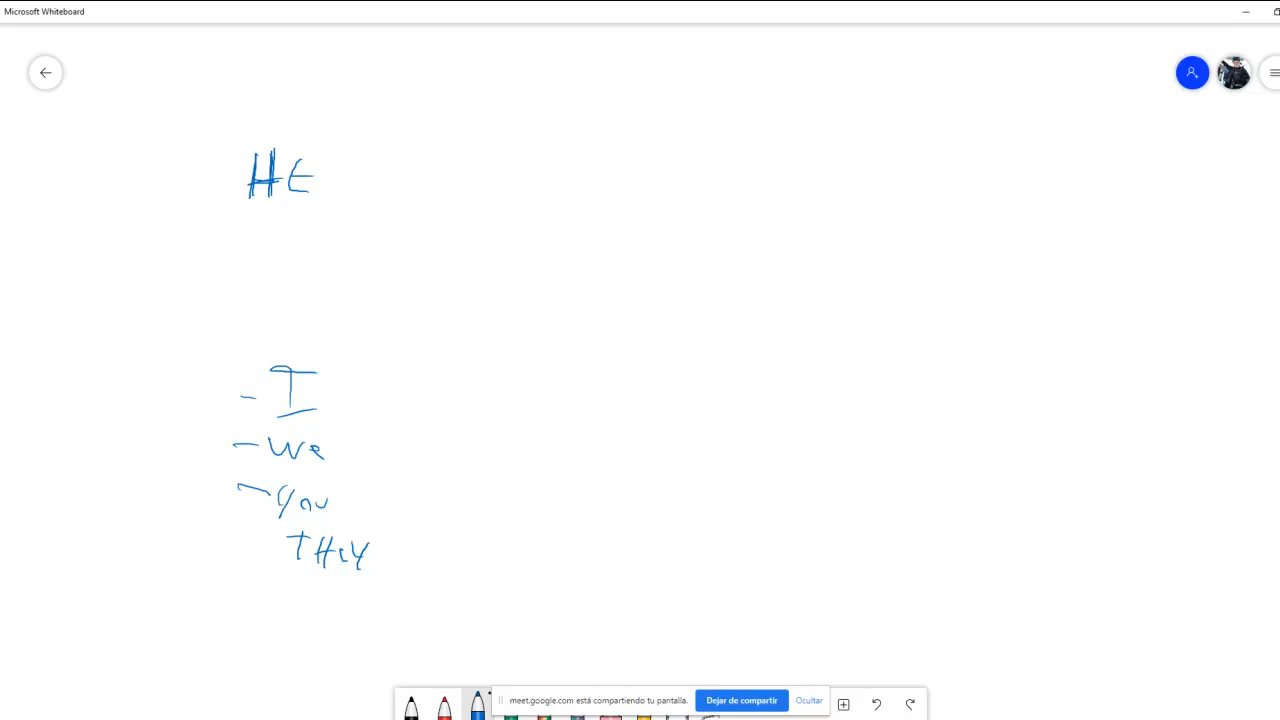 Microsoft Whiteboard
HE
- I
- We
- You
THEY
meet.google.com está compartiendo tu pantalla.
Dejar de compartir
Ocultar